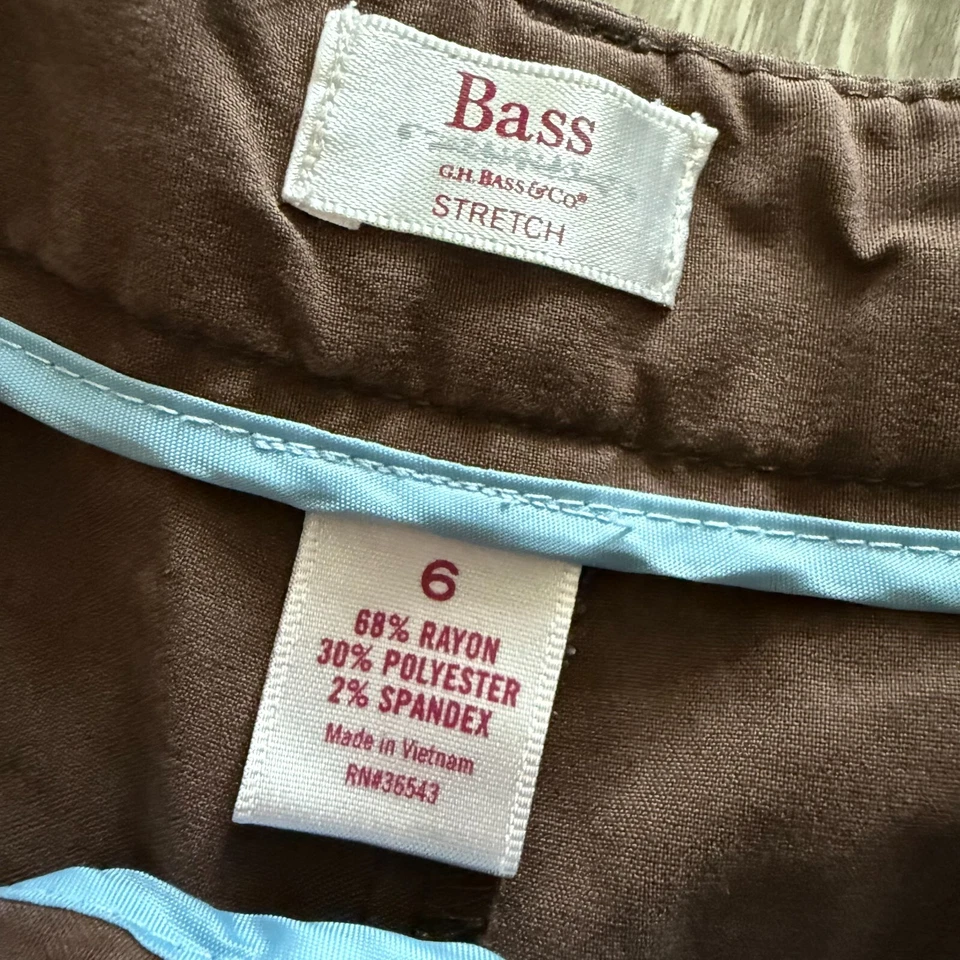 Bass
G.H. BASS & CO®
STRETCH
6
68% RAYON
30% POLYESTER
2% SPANDEX
Made in Vietnam
RN#36543